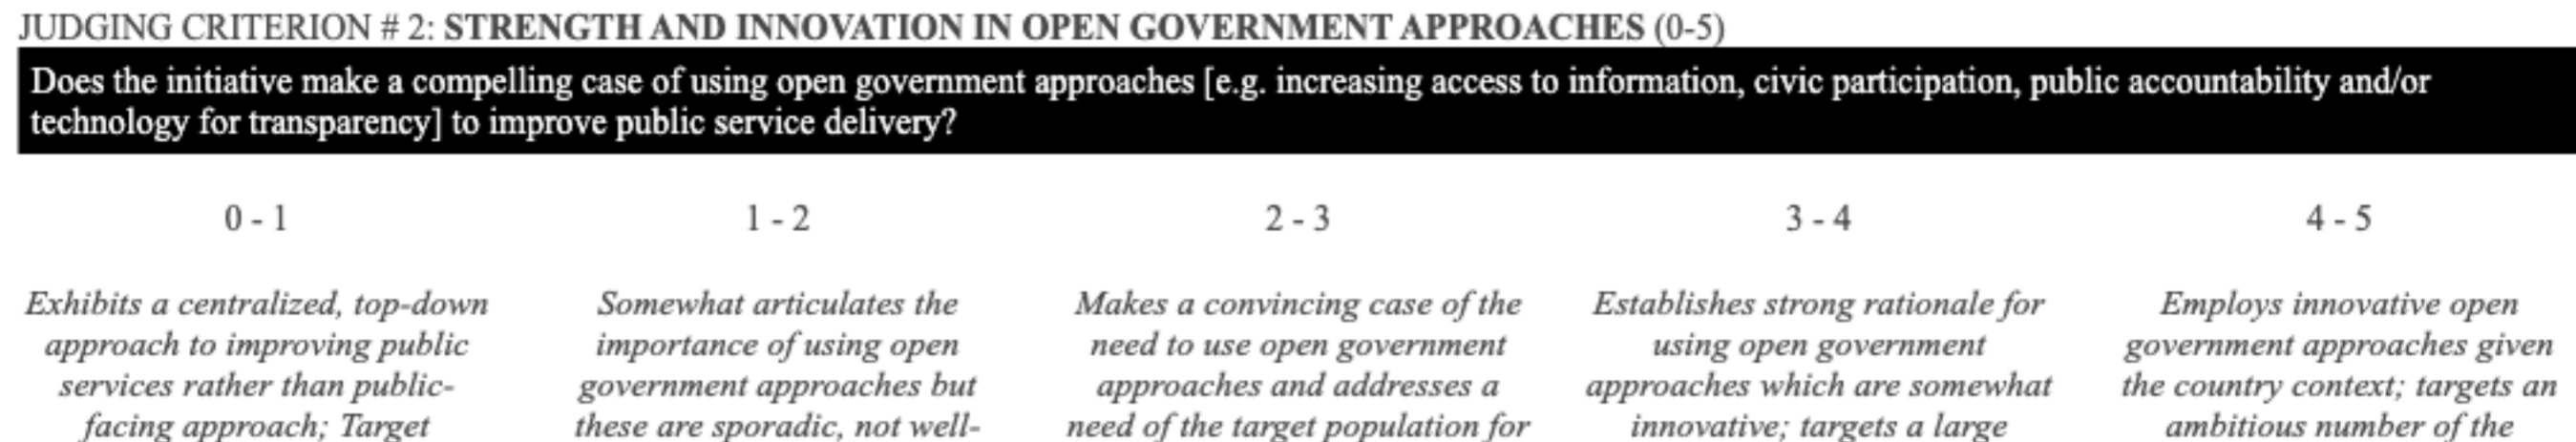 JUDGING CRITERION # 2: STRENGTH AND INNOVATION IN OPEN GOVERNMENT APPROACHES (0-5)
Does the initiative make a compelling case of using open government approaches [e.g. increasing access to information, civic participation, public accountability and/or
technology for transparency] to improve public service delivery?
0 - 1
Exhibits a centralized, top-down
approach to improving public
services rather than public-
facing approach; Target
1 - 2
Somewhat articulates the
importance of using open
government approaches but
these are sporadic, not well-
2 - 3
Makes a convincing case of the
need to use open government
approaches and addresses a
need of the target population for
3 - 4
Establishes strong rationale for
using open government
approaches which are somewhat
innovative; targets a large
4 - 5
Employs innovative open
government approaches given
the country context; targets an
ambitious number of the